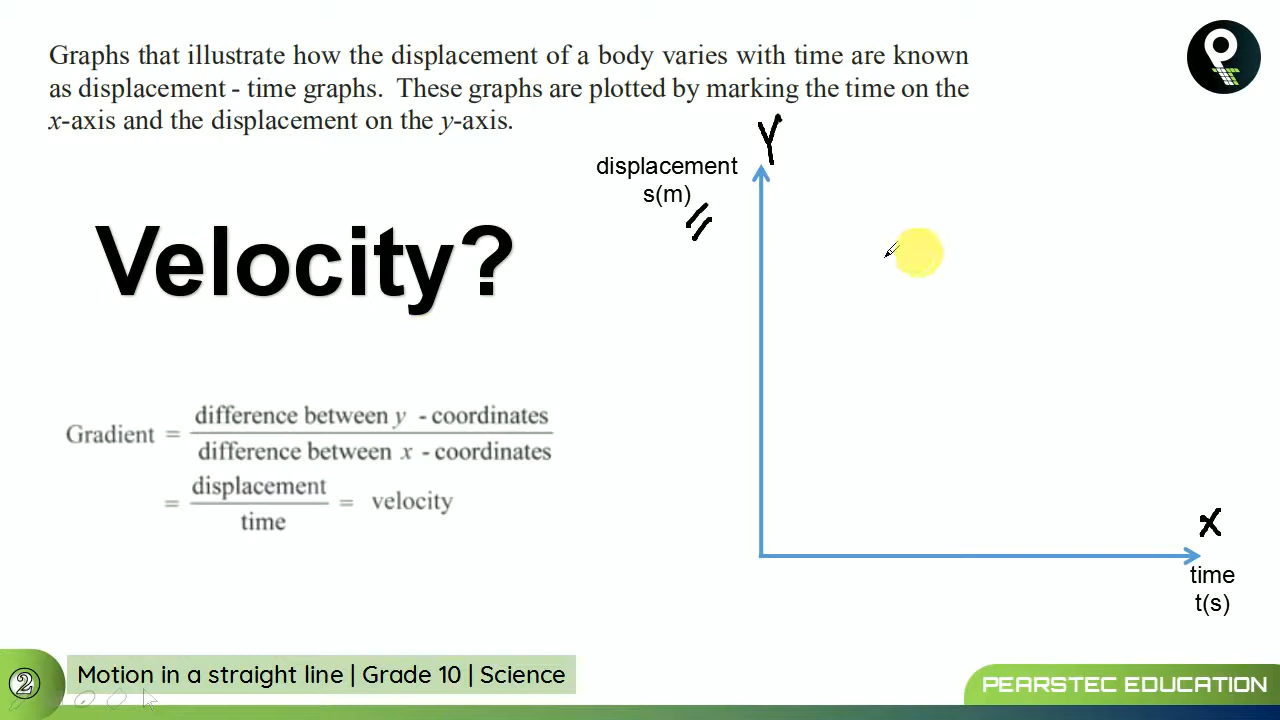 Graphs that illustrate how the displacement of a body varies with time are known
as displacement - time graphs. These graphs are plotted by marking the time on the
x-axis and the displacement on the y-axis.
Y
displacement
s(m)
Velocity?
Gradient = difference between y - coordinates
difference between x - coordinates
= displacement = velocity
time
X
time
t(s)
2
Motion in a straight line | Grade 10 | Science
PEARSTEC EDUCATION